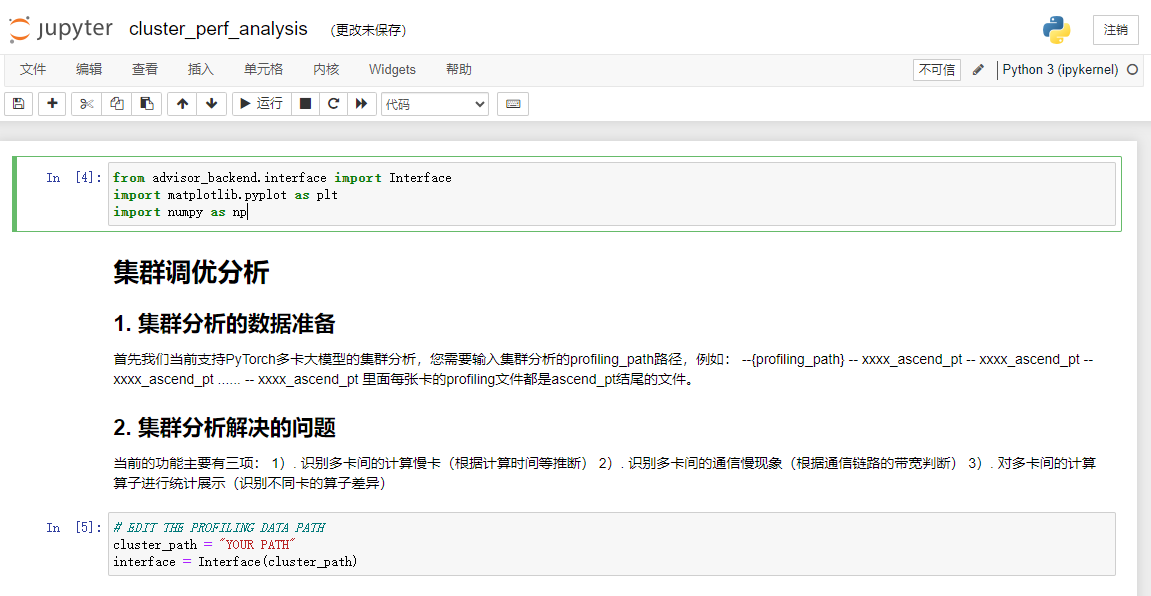 jupyter cluster_perf_analysis (更改未保存) 注销
文件 编辑 查看 插入 单元格 内核 Widgets 帮助 不可信 Python 3 (ipykernel)
运行 代码
In [4]: from advisor_backend.interface import Interface
import matplotlib.pyplot as plt
import numpy as np
集群调优分析
1. 集群分析的数据准备
首先我们当前支持PyTorch多卡大模型的集群分析，您需要输入集群分析的profiling_path路径，例如： --{profiling_path} -- xxxx_ascend_pt -- xxxx_ascend_pt --
xxxx_ascend_pt ...... -- xxxx_ascend_pt 里面每张卡的profiling文件都是ascend_pt结尾的文件。
2. 集群分析解决的问题
当前的功能主要有三项： 1）. 识别多卡间的计算慢卡（根据计算时间等推断） 2）. 识别多卡间的通信慢现象（根据通信链路的带宽判断） 3）. 对多卡间的计算
算子进行统计展示（识别不同卡的算子差异）
In [5]: # EDIT THE PROFILING DATA PATH
cluster_path = "YOUR PATH"
interface = Interface(cluster_path)